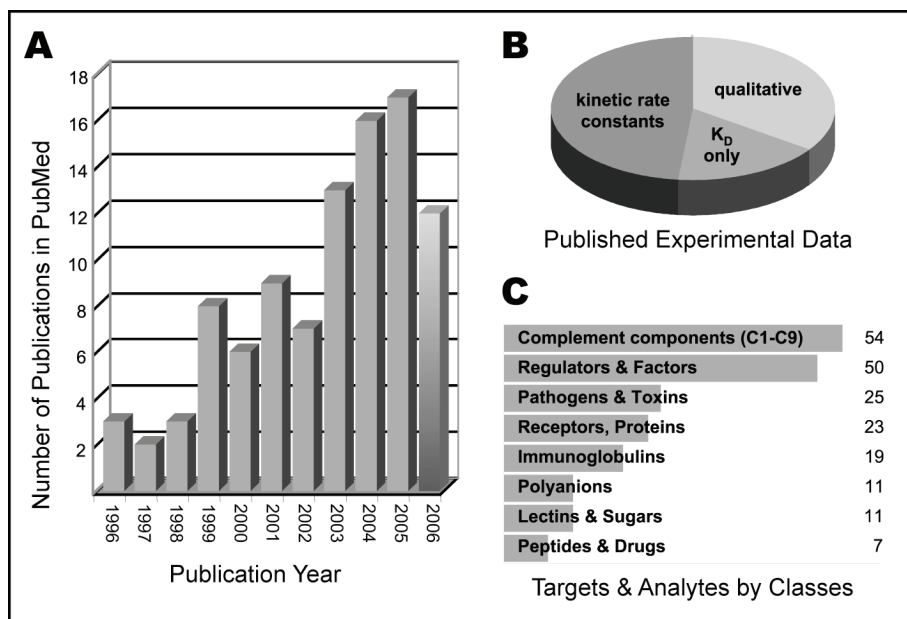 A
Number of Publications in PubMed
18
16
14
12
10
8
6
4
2
1996
1997
1998
1999
2000
2001
2002
2003
2004
2005
2006
Publication Year
B
kinetic rate
constants
qualitative
KD
only
Published Experimental Data
C
Complement components (C1-C9) 54
Regulators & Factors 50
Pathogens & Toxins 25
Receptors, Proteins 23
Immunoglobulins 19
Polyanions 11
Lectins & Sugars 11
Peptides & Drugs 7
Targets & Analytes by Classes